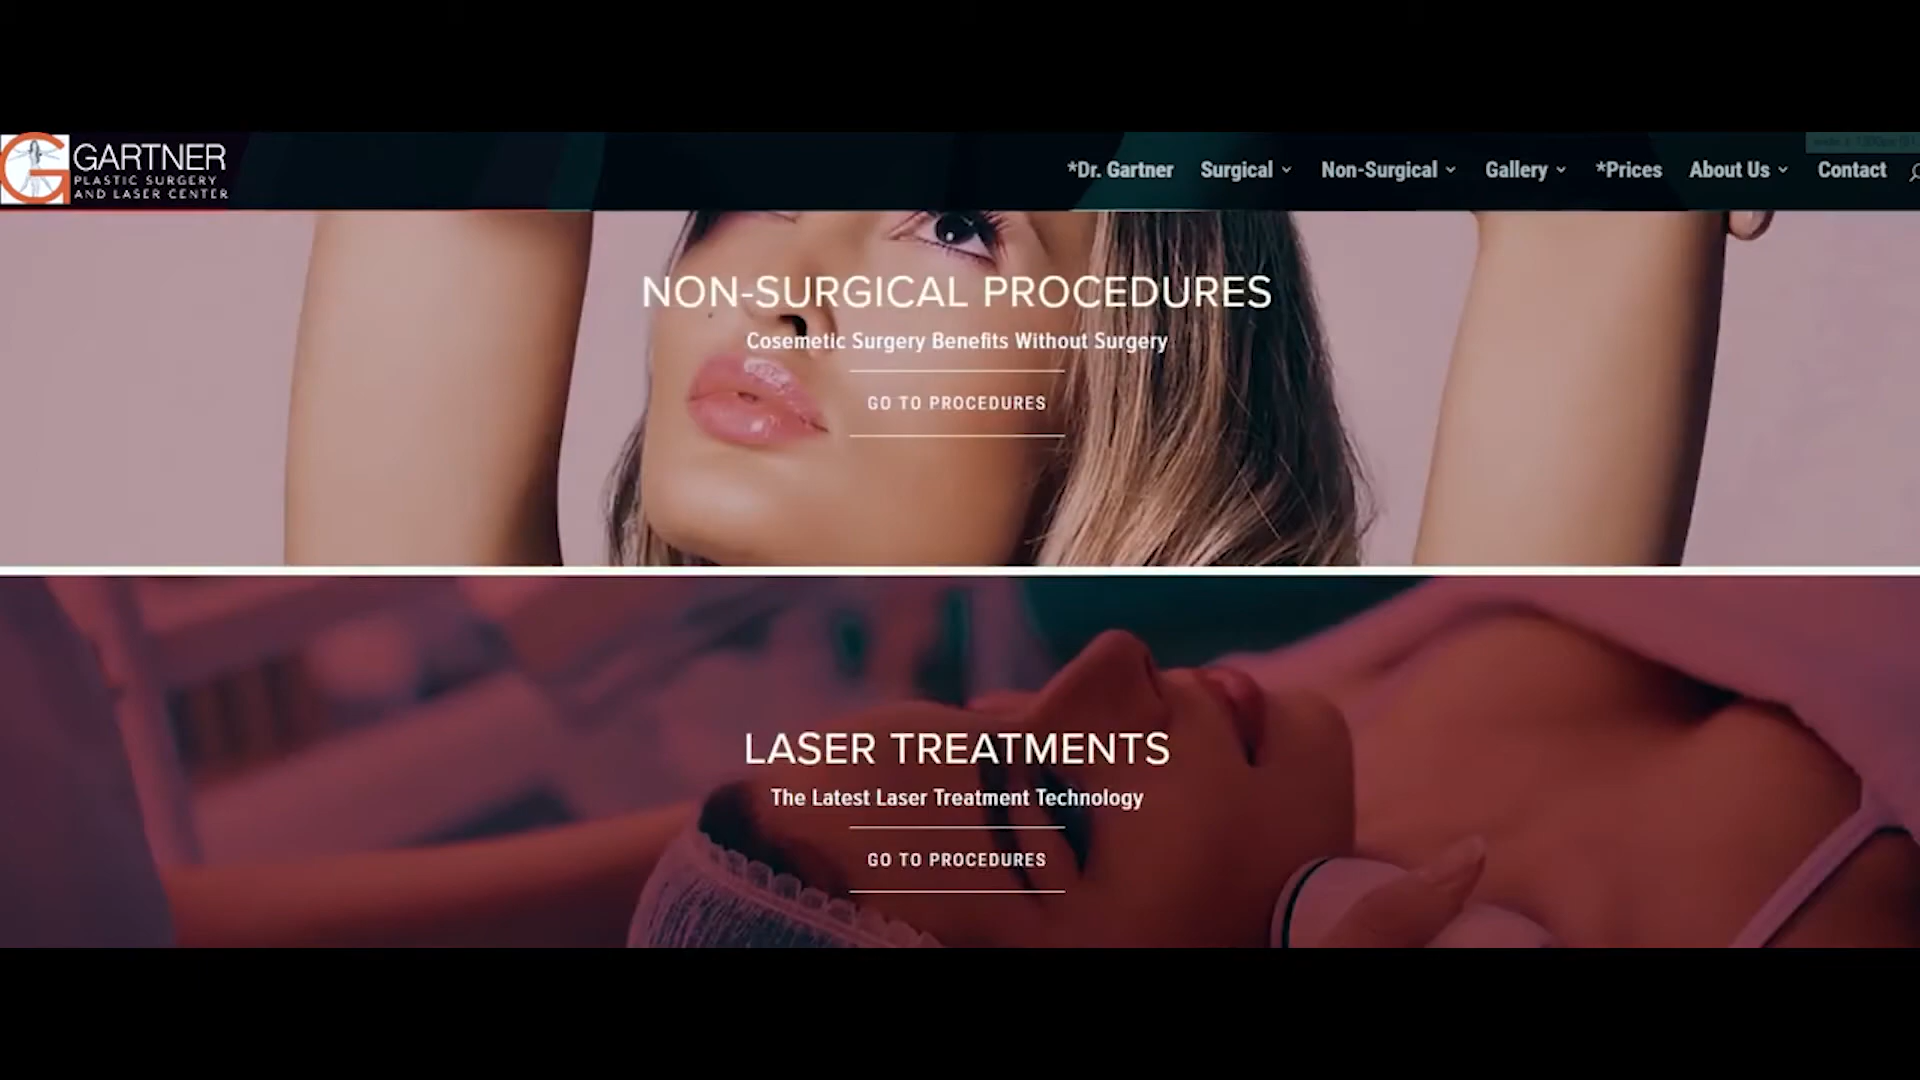 GARTNER
PLASTIC SURGERY
AND LASER CENTER
*Dr. Gartner Surgical Non-Surgical Gallery *Prices About Us Contact
NON-SURGICAL PROCEDURES
Cosemetic Surgery Benefits Without Surgery
GO TO PROCEDURES
LASER TREATMENTS
The Latest Laser Treatment Technology
GO TO PROCEDURES